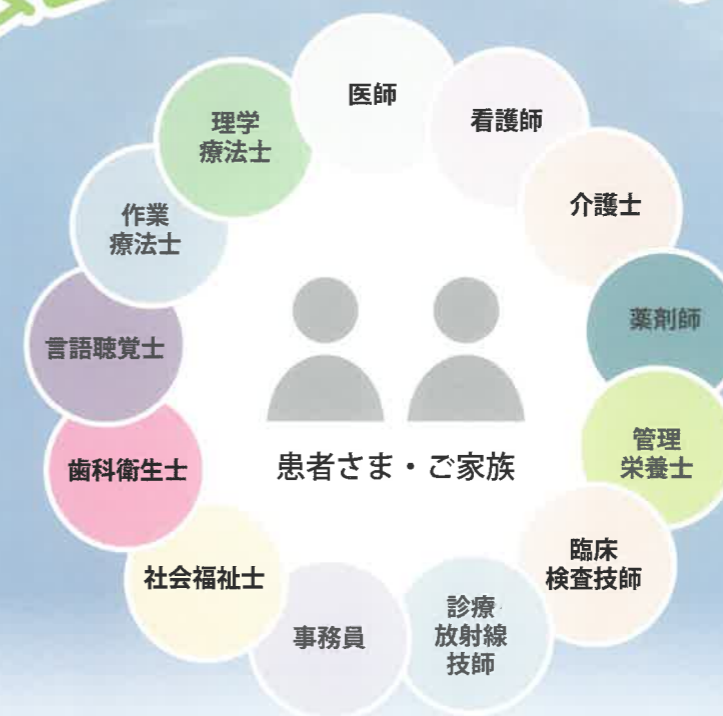 医師
看護師
介護士
薬剤師
管理
栄養士
臨床
検査技師
診療
放射線
技師
事務員
社会福祉士
歯科衛生士
言語聴覚士
作業
療法士
理学
療法士
患者さま・ご家族